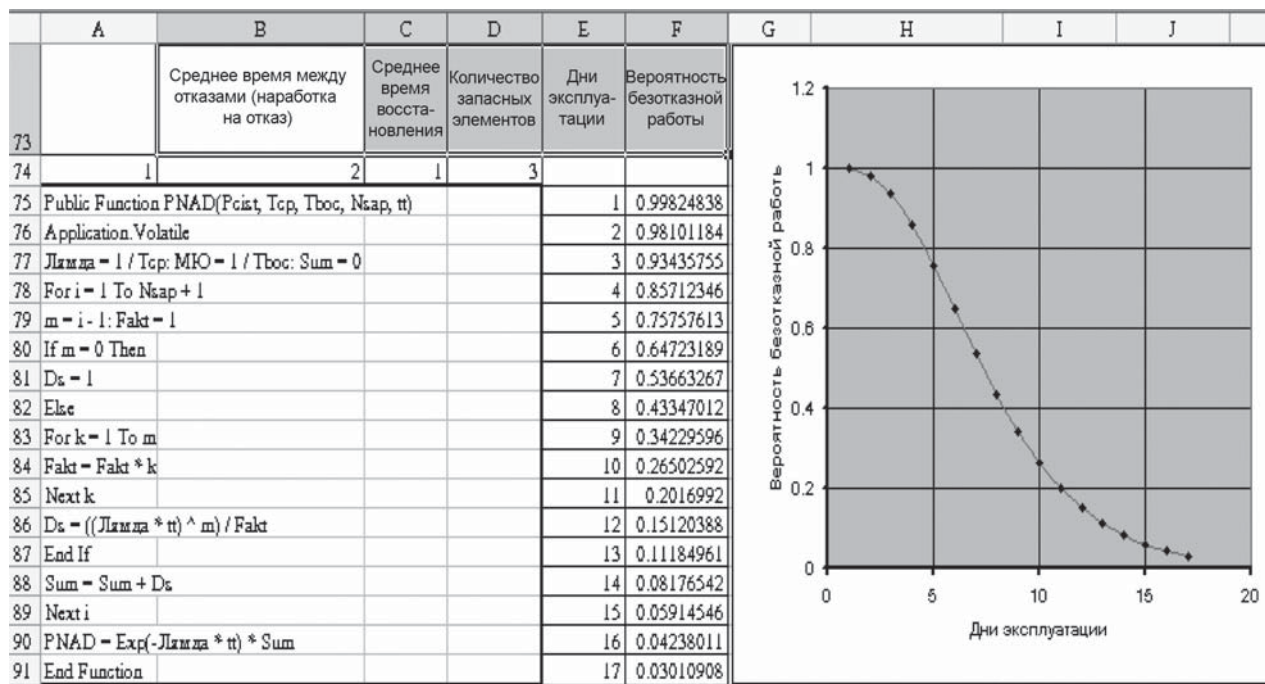 A B C D E F G H I J
73 Среднее время между отказами (наработка на отказ) Среднее время восста-новления Количество запасных элементов Дни эксплуа-тации Вероятность безотказной работы
74 1 2 1 3
75 Public Function PNAD(Pcist, Tcp, Tboc, Nsap, tt) 1 0.99824838
76 Application.Volatile 2 0.98101184
77 Лямда = 1 / Tcp: МЮ = 1 / Tboc: Sum = 0 3 0.93435755
78 For i = 1 To Nsap + 1 4 0.85712346
79 m = i - 1: Fakt = 1 5 0.75757613
80 If m = 0 Then 6 0.64723189
81 Ds = 1 7 0.53663267
82 Else 8 0.43347012
83 For k = 1 To m 9 0.34229596
84 Fakt = Fakt * k 10 0.26502592
85 Next k 11 0.2016992
86 Ds = ((Лямда * tt) ^ m) / Fakt 12 0.15120388
87 End If 13 0.11184961
88 Sum = Sum + Ds 14 0.08176542
89 Next i 15 0.05914546
90 PNAD = Exp(-Лямда * tt) * Sum 16 0.04238011
91 End Function 17 0.03010908
Вероятность безотказной работь
1.2
1
0.8
0.6
0.4
0.2
0
0 5 10 15 20
Дни эксплуатации